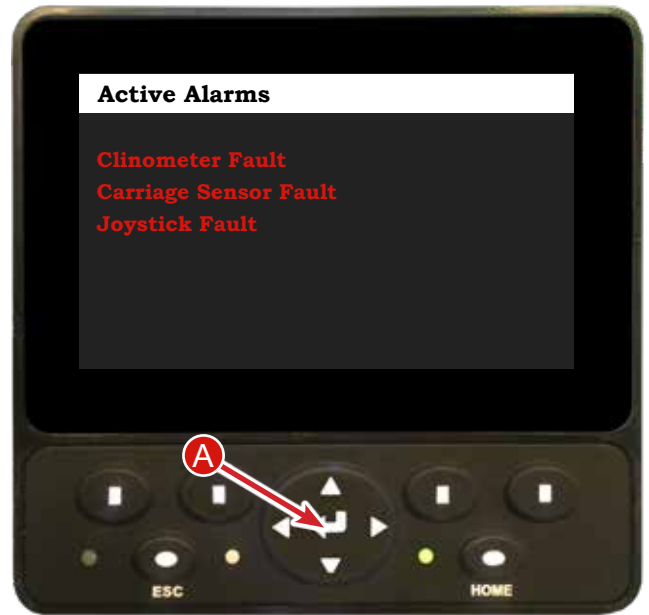 Active Alarms
Clinometer Fault
Carriage Sensor Fault
Joystick Fault
A
ESC
HOME